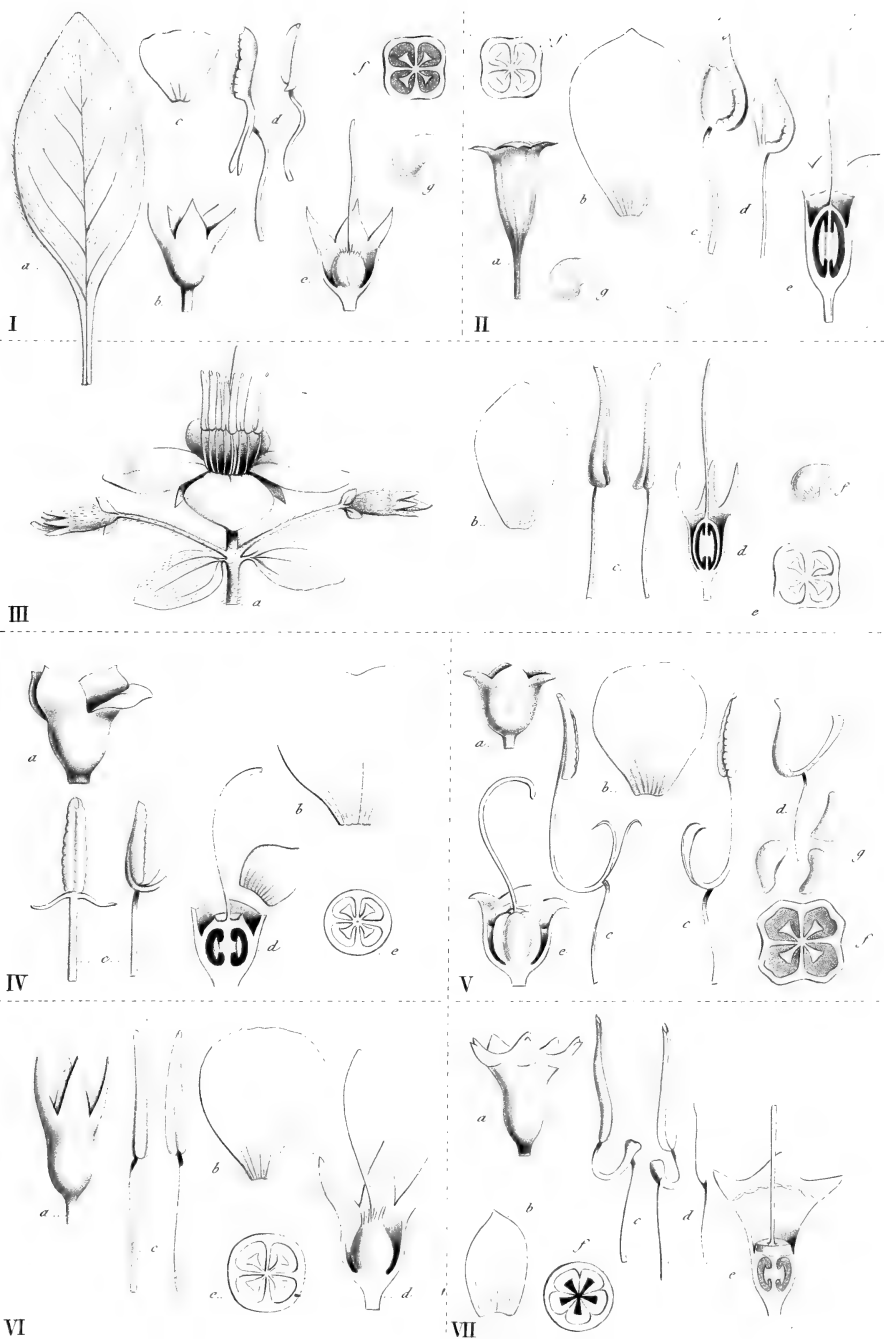 a c d f g b e I
f a g b c d e II
a III
b c d f e
a b c d e IV
a b c c d e f g V
a b c d e VI
a b c d e f VII